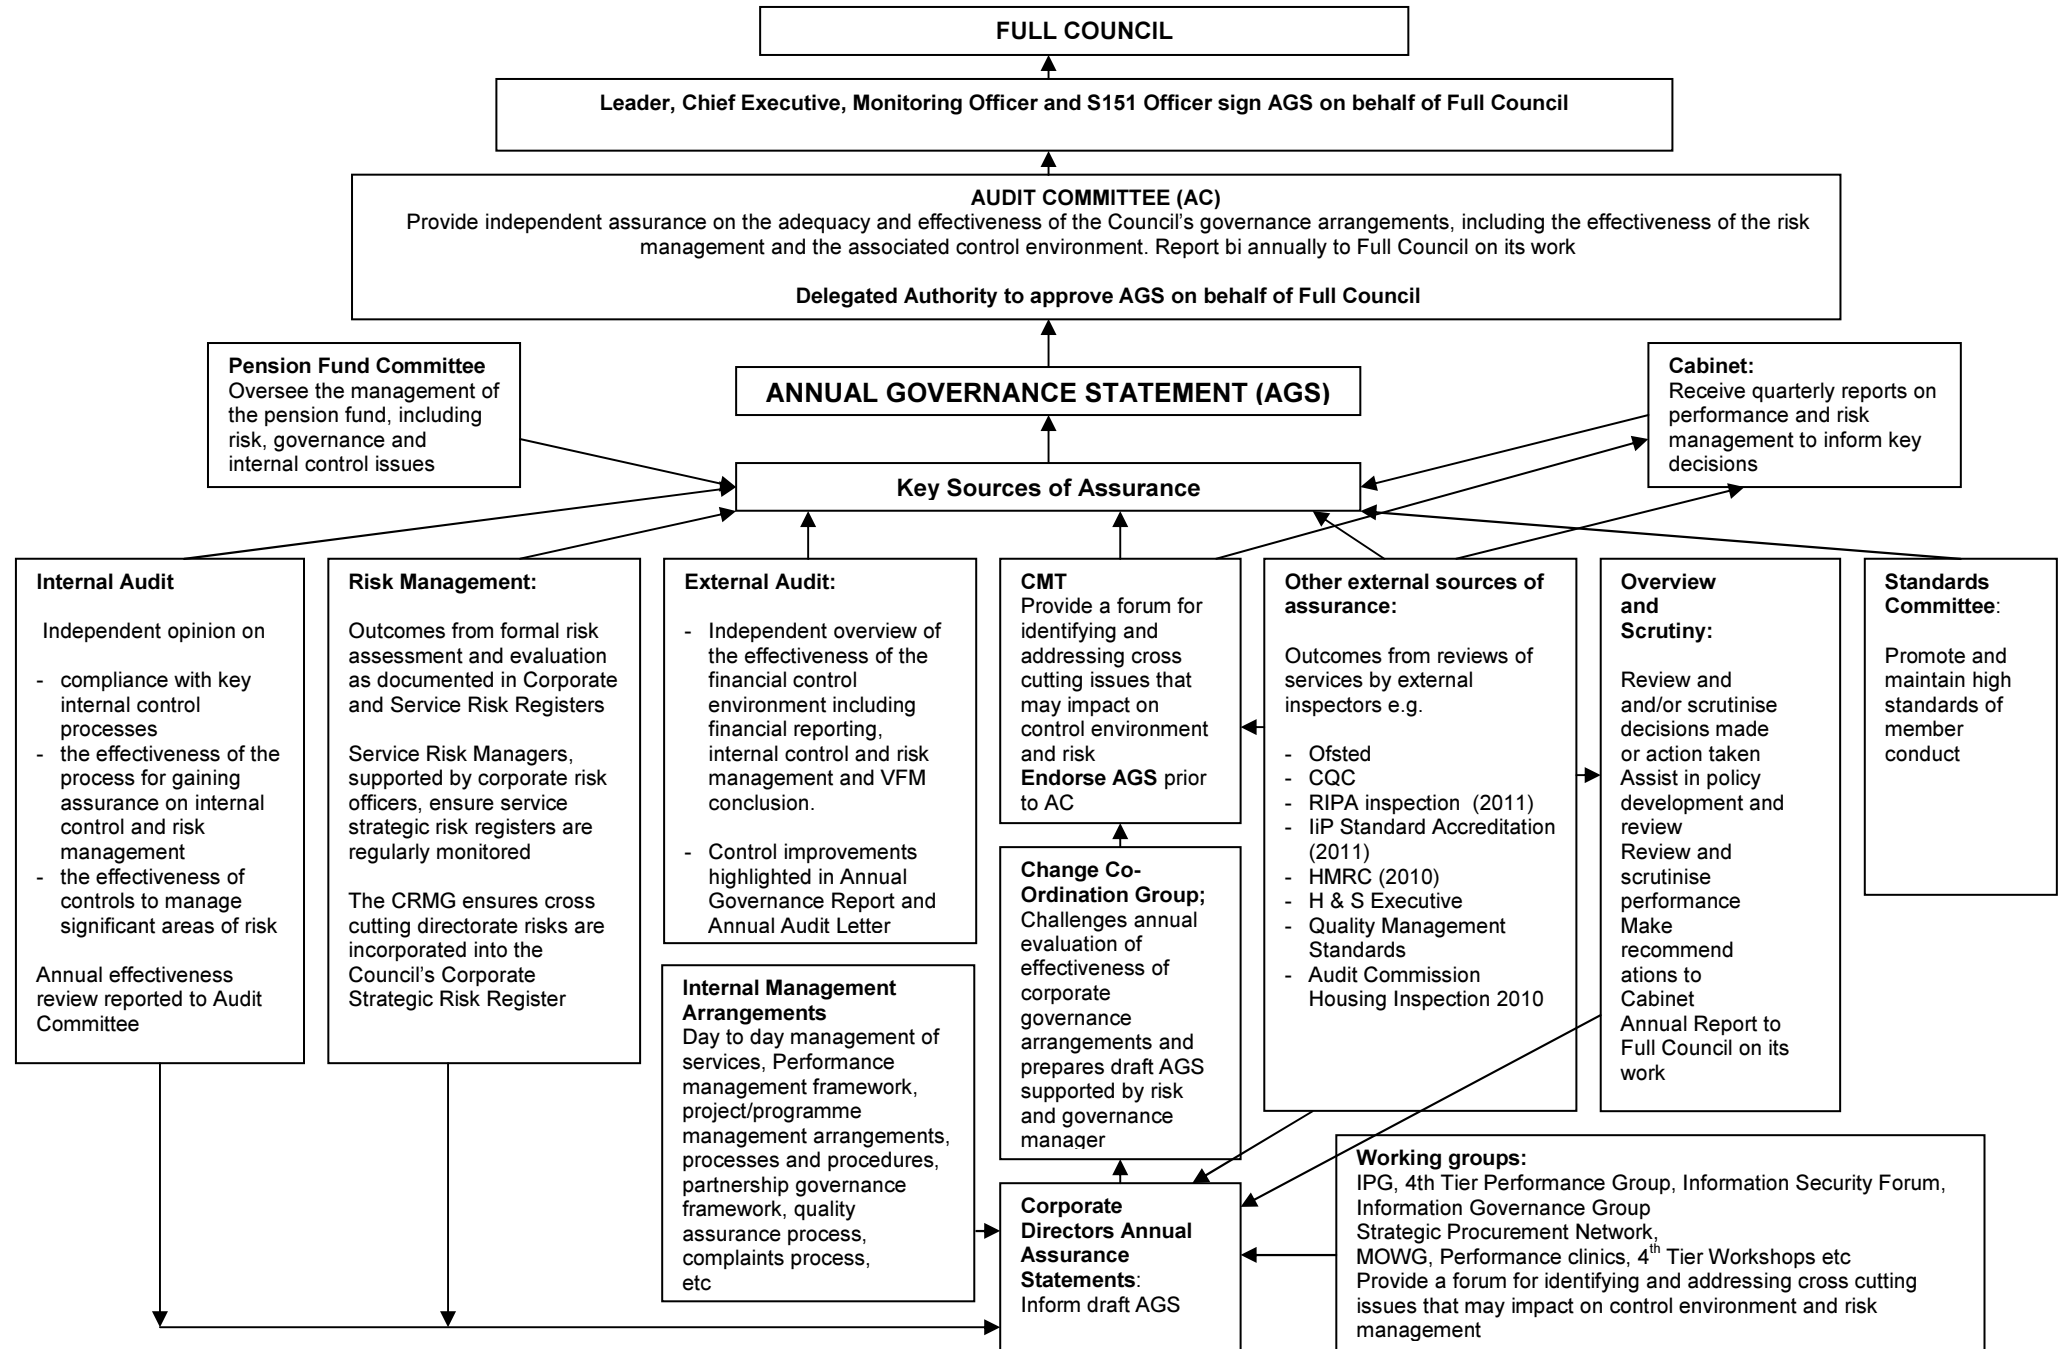 FULL COUNCIL
Leader, Chief Executive, Monitoring Officer and S151 Officer sign AGS on behalf of Full Council
AUDIT COMMITTEE (AC)
Provide independent assurance on the adequacy and effectiveness of the Council's governance arrangements, including the effectiveness of the risk
management and the associated control environment. Report bi annually to Full Council on its work
Delegated Authority to approve AGS on behalf of Full Council
Pension Fund Committee
Oversee the management of
the pension fund, including
risk, governance and
internal control issues
ANNUAL GOVERNANCE STATEMENT (AGS)
Cabinet:
Receive quarterly reports on
performance and risk
management to inform key
decisions
Key Sources of Assurance
Internal Audit
Independent opinion on
- compliance with key
internal control
processes
- the effectiveness of the
process for gaining
assurance on internal
control and risk
management
- the effectiveness of
controls to manage
significant areas of risk
Annual effectiveness
review reported to Audit
Committee
Risk Management:
Outcomes from formal risk
assessment and evaluation
as documented in Corporate
and Service Risk Registers
Service Risk Managers,
supported by corporate risk
officers, ensure service
strategic risk registers are
regularly monitored
The CRMG ensures cross
cutting directorate risks are
incorporated into the
Council's Corporate
Strategic Risk Register
External Audit:
- Independent overview of
the effectiveness of the
financial control
environment including
financial reporting,
internal control and risk
management and VFM
conclusion.
- Control improvements
highlighted in Annual
Governance Report and
Annual Audit Letter
Internal Management
Arrangements
Day to day management of
services, Performance
management framework,
project/programme
management arrangements,
processes and procedures,
partnership governance
framework, quality
assurance process,
complaints process,
etc
CMT
Provide a forum for
identifying and
addressing cross
cutting issues that
may impact on
control environment
and risk
Endorse AGS prior
to AC
Change Co-
Ordination Group;
Challenges annual
evaluation of
effectiveness of
corporate
governance
arrangements and
prepares draft AGS
supported by risk
and governance
manager
Corporate
Directors Annual
Assurance
Statements:
Inform draft AGS
Other external sources of
assurance:
Outcomes from reviews of
services by external
inspectors e.g.
- Ofsted
- CQC
- RIPA inspection (2011)
- IiP Standard Accreditation
(2011)
- HMRC (2010)
- H & S Executive
- Quality Management
Standards
- Audit Commission
Housing Inspection 2010
Overview
and
Scrutiny:
Review and
and/or scrutinise
decisions made
or action taken
Assist in policy
development and
review
Review and
scrutinise
performance
Make
recommend
ations to
Cabinet
Annual Report to
Full Council on its
work
Standards
Committee:
Promote and
maintain high
standards of
member
conduct
Working groups:
IPG, 4th Tier Performance Group, Information Security Forum,
Information Governance Group
Strategic Procurement Network,
MOWG, Performance clinics, 4th Tier Workshops etc
Provide a forum for identifying and addressing cross cutting
issues that may impact on control environment and risk
management